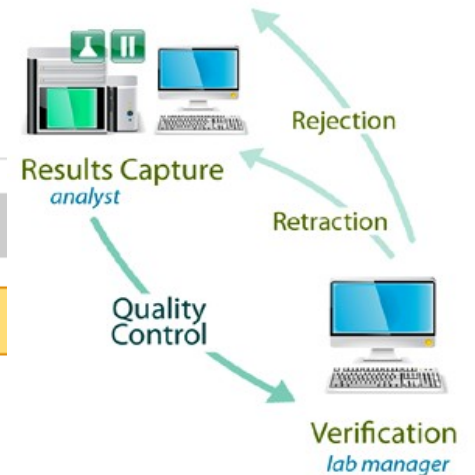 Rejection
Results Capture
analyst
Retraction
Quality
Control
Verification
lab manager